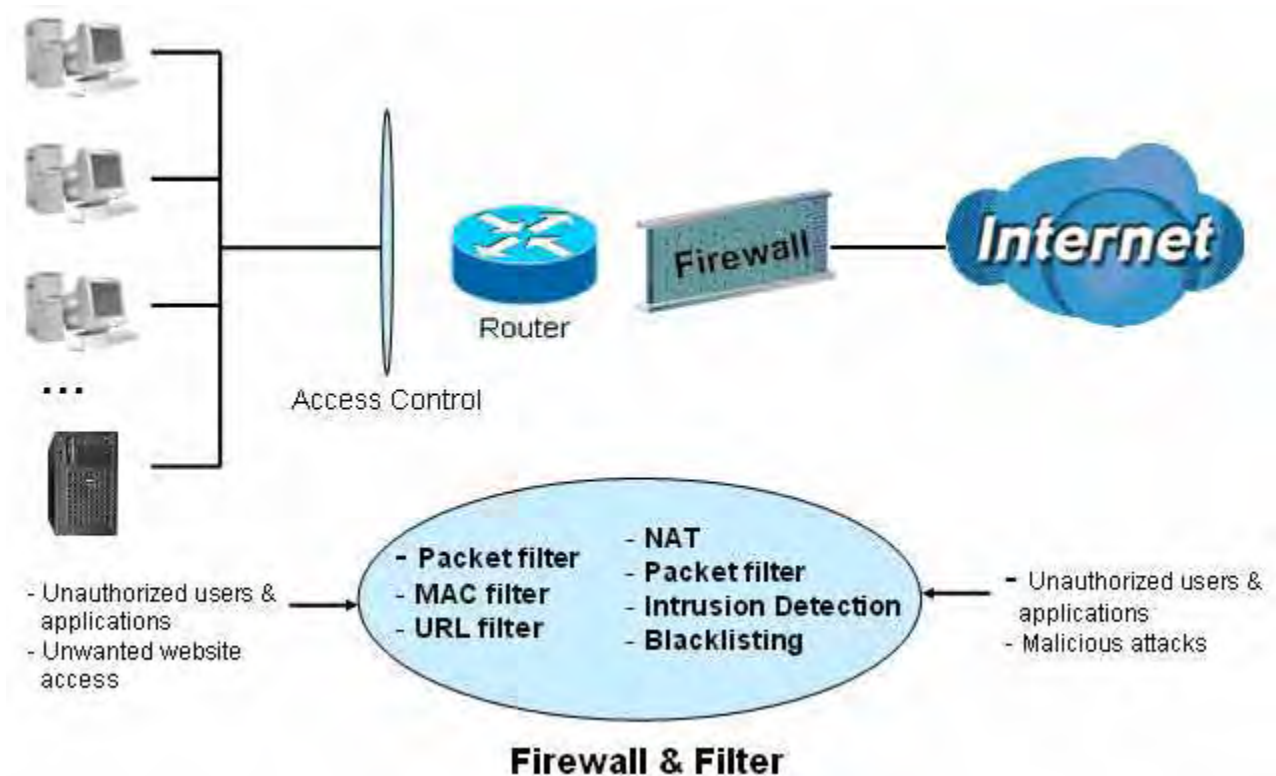 Internet
Firewall
Router
...
Access Control
- Packet filter
- MAC filter
- URL filter
- NAT
- Packet filter
- Intrusion Detection
- Blacklisting
- Unauthorized users &
applications
- Unwanted website
access
- Unauthorized users &
applications
- Malicious attacks
Firewall & Filter